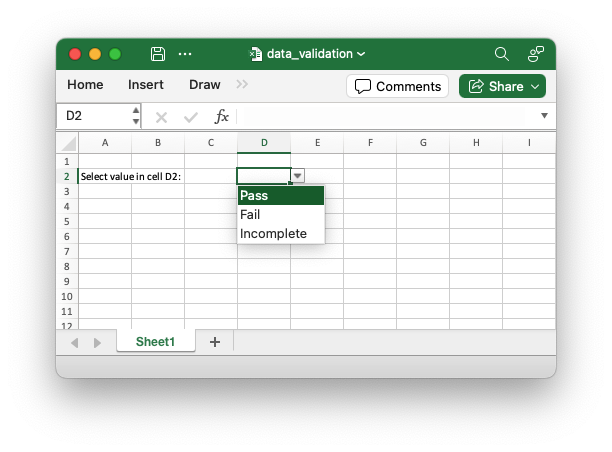 data_validation
Home Insert Draw Comments Share
D2 fx
A B C D E F G H I
1
2 Select value in cell D2:
3 Pass
4 Fail
5
6 Incomplete
7
8
9
10
11
12
Sheet1 +